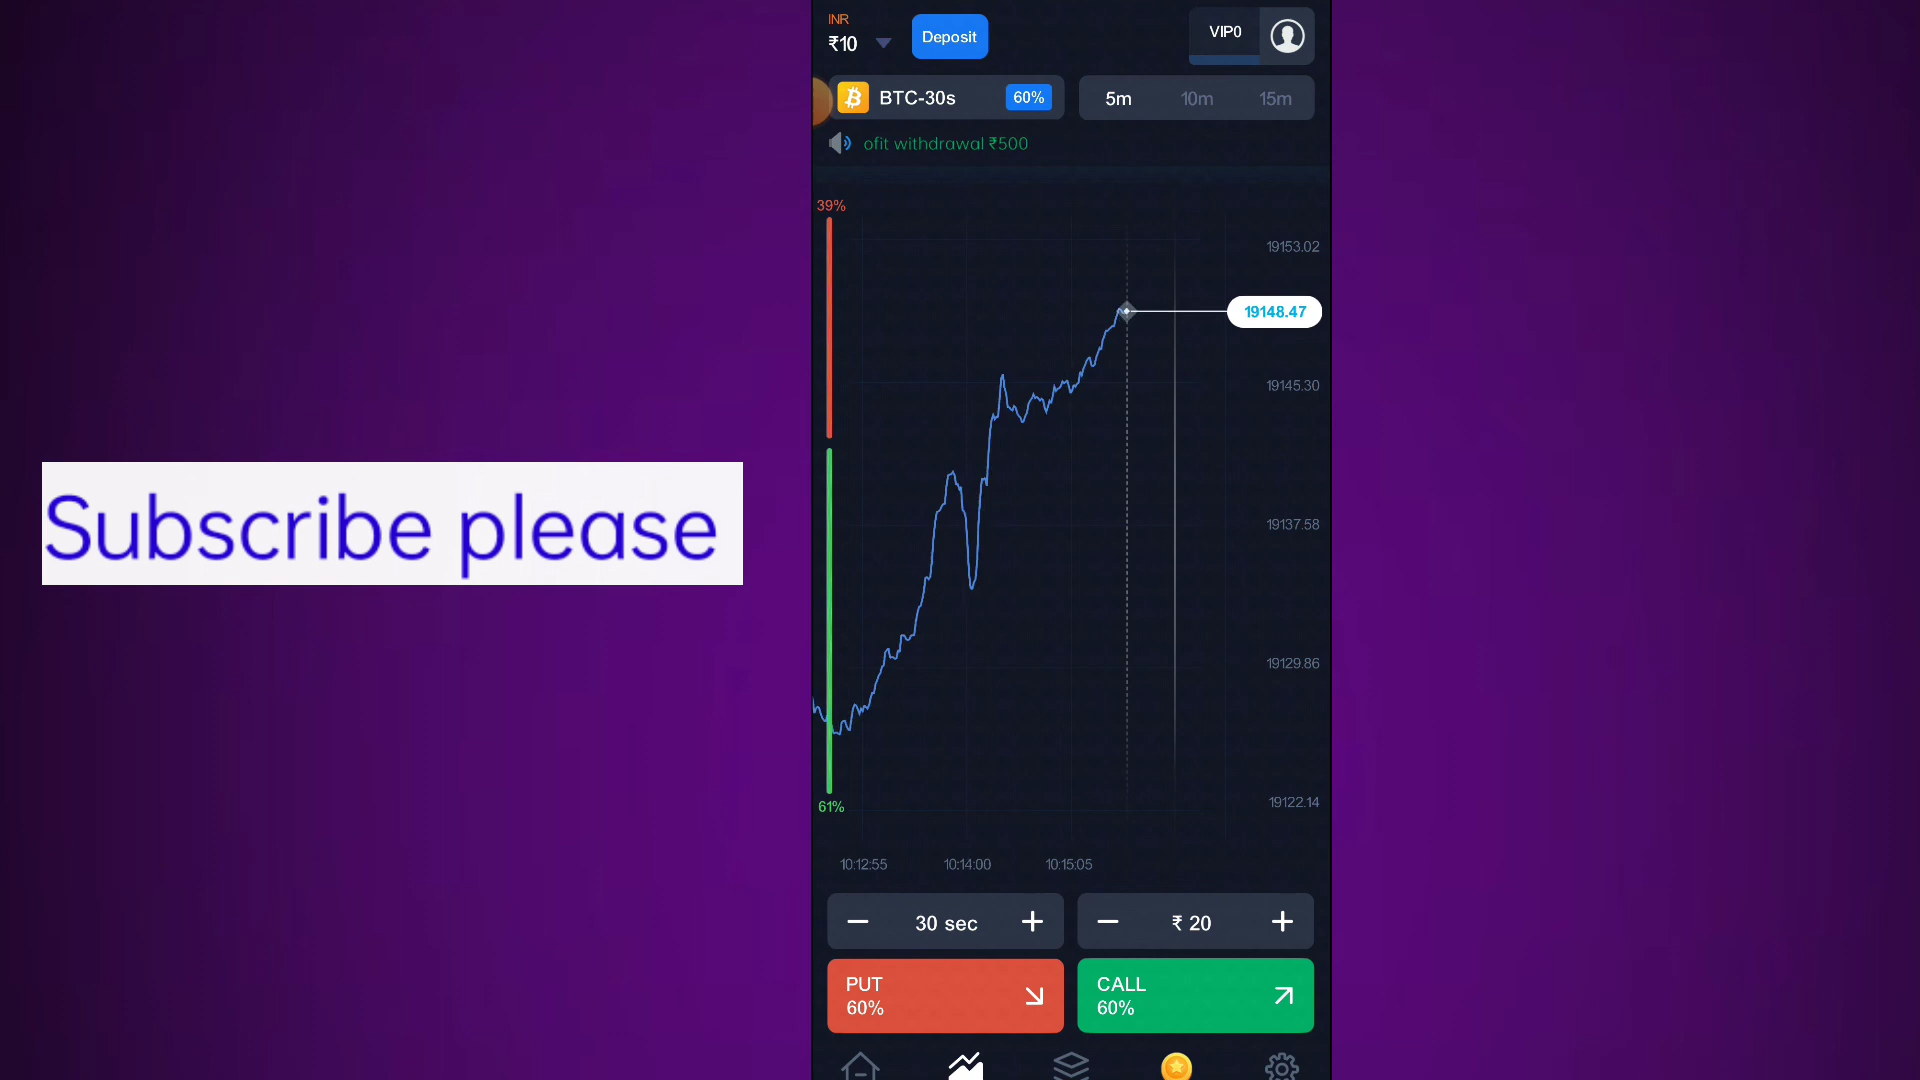 INR
₹10
Deposit
VIP0
BTC-30s
60%
5m
10m
15m
ofit withdrawal ₹500
39%
19153.02
19148.47
19145.30
Subscribe please
19137.58
19129.86
61%
19122.14
10:12:55
10:14:00
10:15:05
30 sec
₹ 20
PUT
60%
CALL
60%